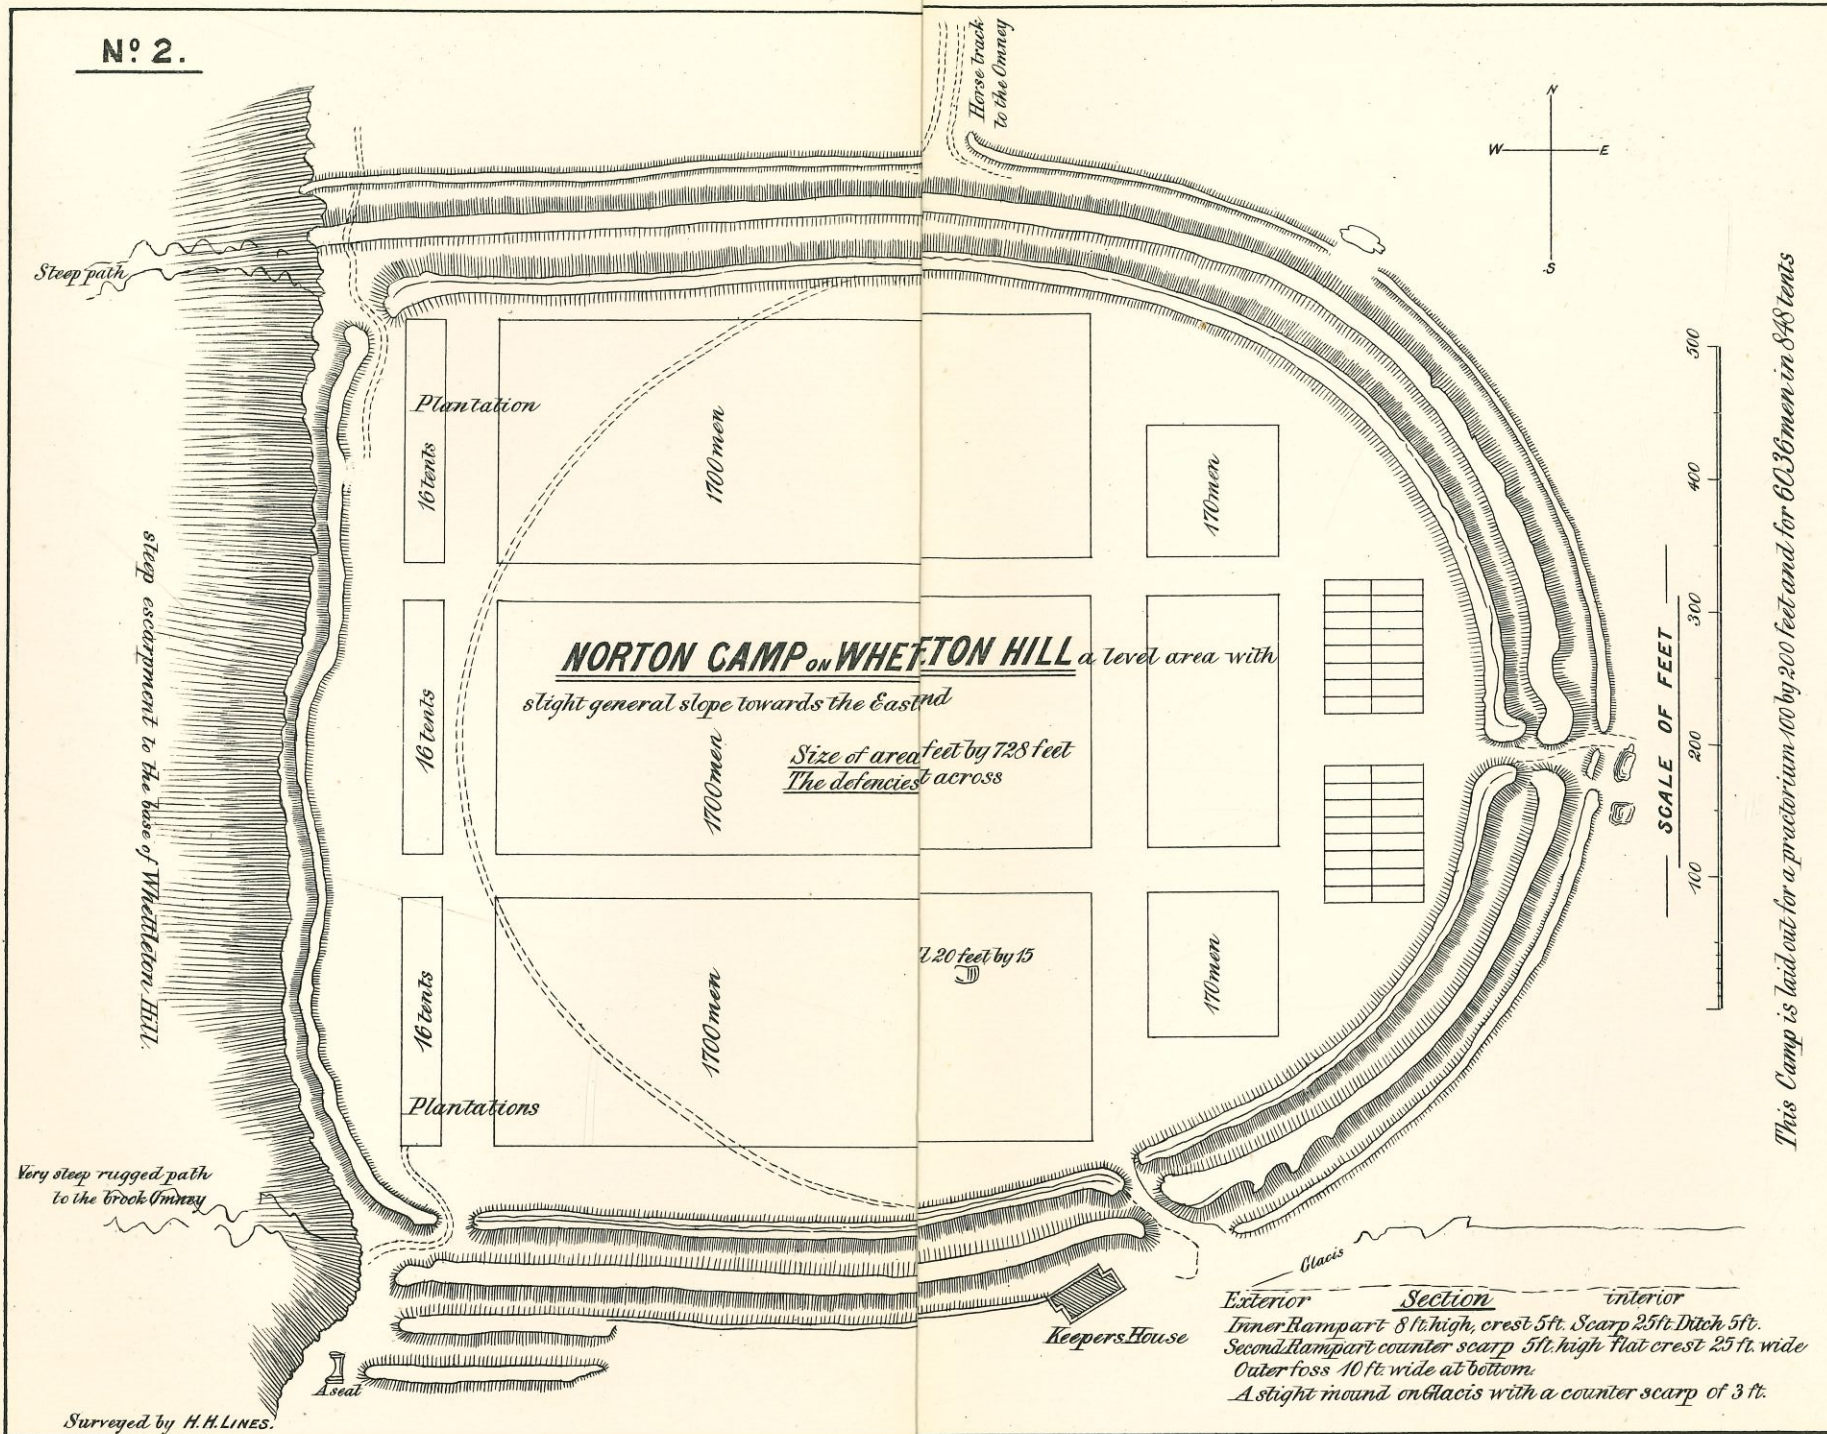 No. 2.
Horse track
to the Omney
N
W E
S
Steep path
Plantation
16 tents
1700 men
170 men
steep escarpment to the base of Whettleton Hill.
NORTON CAMP ON WHET ETON HILL a level area with
slight general slope towards the East nd
Size of area feet by 728 feet
The defencies t across
16 tents
1700 men
20 feet by 15
16 tents
1700 men
170 men
Plantations
Very steep rugged path
to the brook Omney
A seat
Keepers House
SCALE OF FEET
500
400
300
200
100
This Camp is laid out for a practorium 100 by 200 feet and for 6036 men in 848 tents
Glacis
Exterior Section interior
Inner Rampart 8 ft. high, crest 5 ft. Scarp 25 ft. Ditch 5 ft.
Second Rampart counter scarp 5 ft. high flat crest 25 ft. wide
Outer foss 10 ft. wide at bottom.
A slight mound on Glacis with a counter scarp of 3 ft.
Surveyed by H. H. LINES.